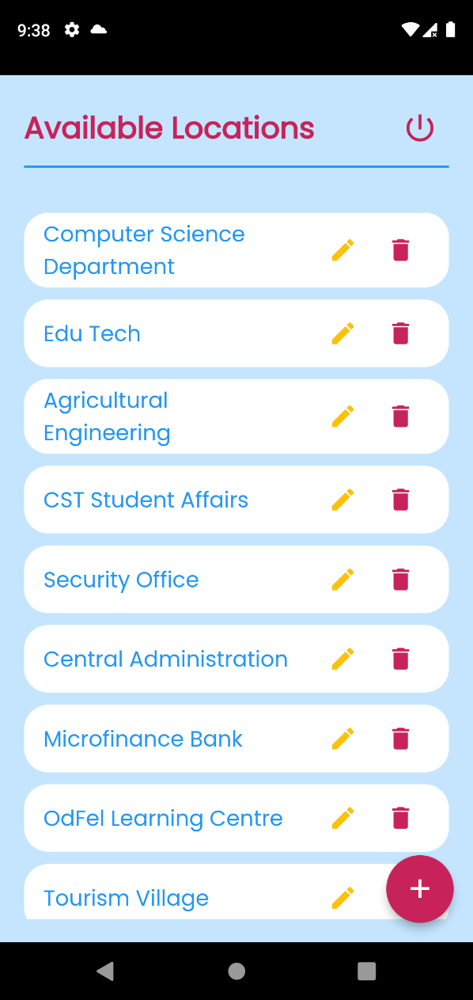 9:38
Available Locations
Computer Science
Department
Edu Tech
Agricultural
Engineering
CST Student Affairs
Security Office
Central Administration
Microfinance Bank
OdFel Learning Centre
Tourism Village
+